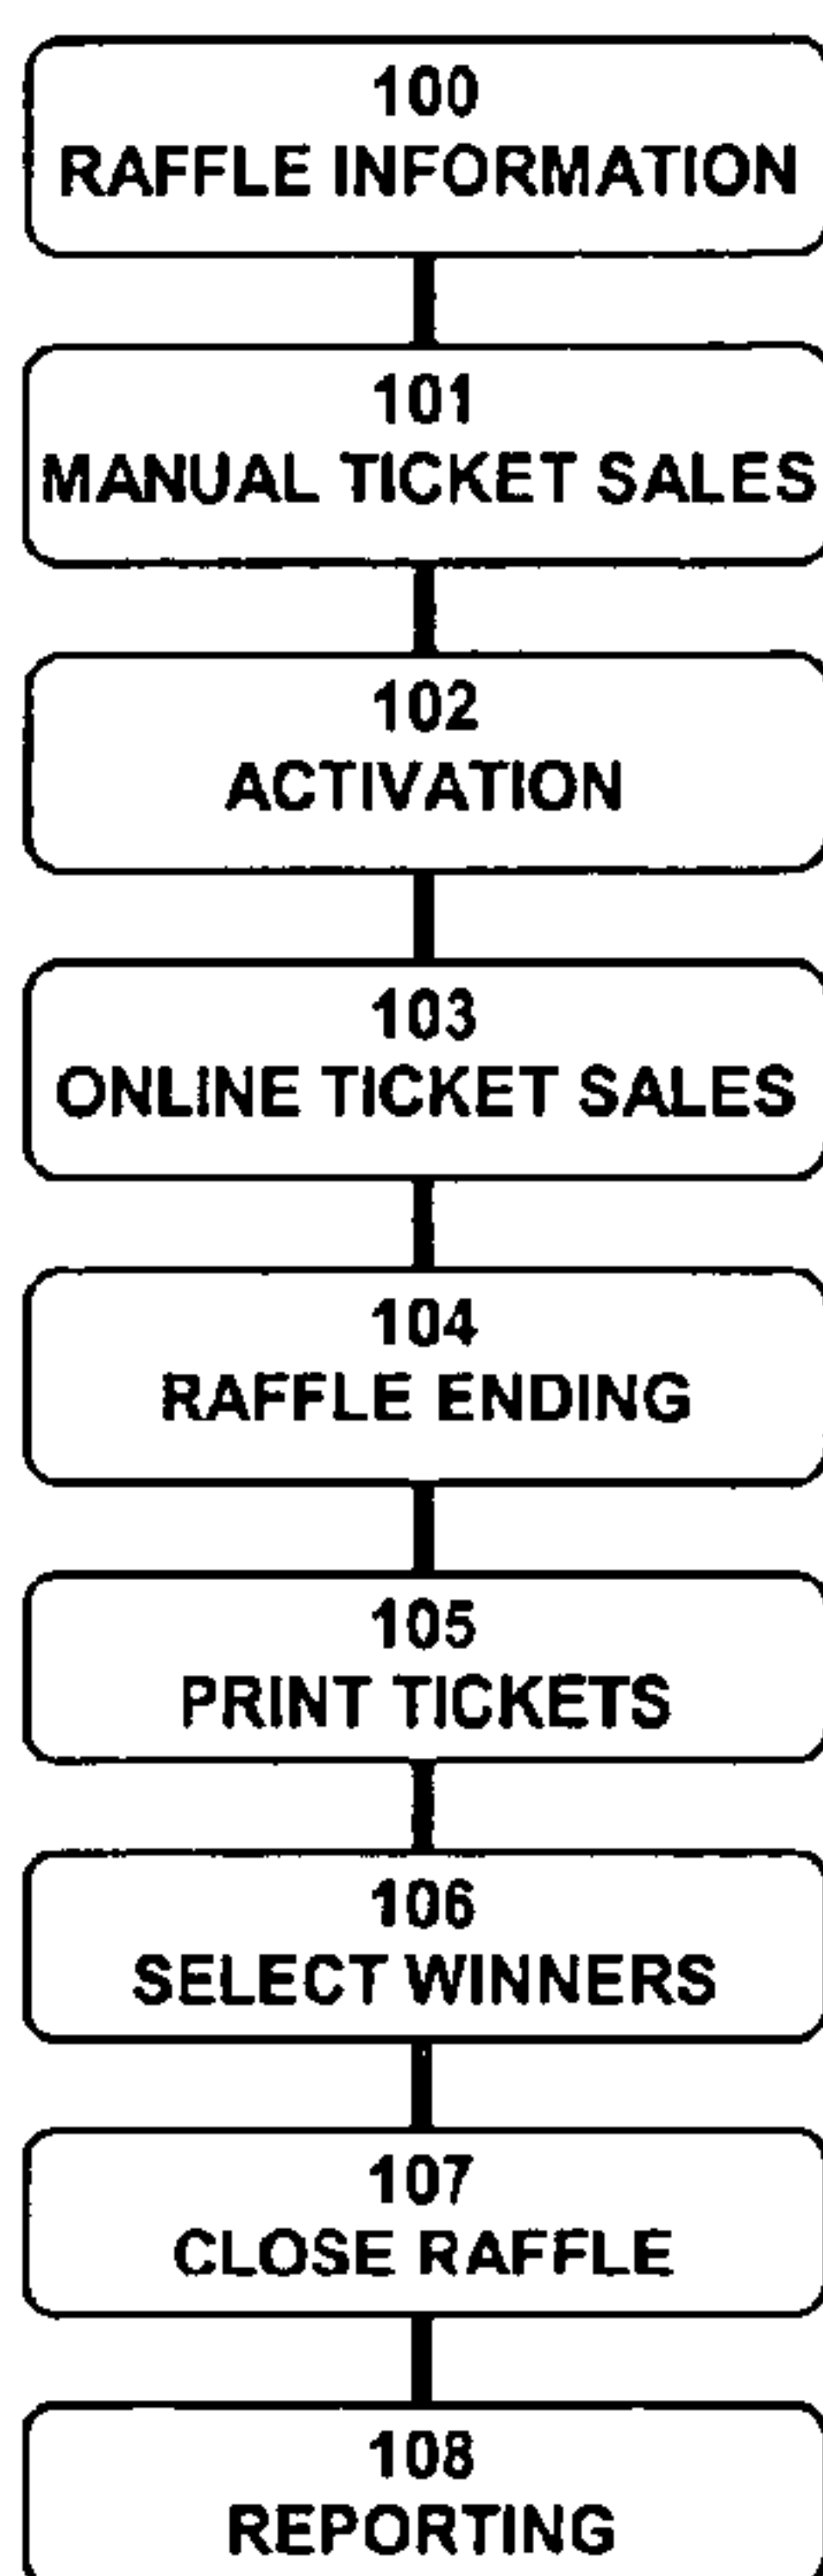 100
RAFFLE INFORMATION
101
MANUAL TICKET SALES
102
ACTIVATION
103
ONLINE TICKET SALES
104
RAFFLE ENDING
105
PRINT TICKETS
106
SELECT WINNERS
107
CLOSE RAFFLE
108
REPORTING